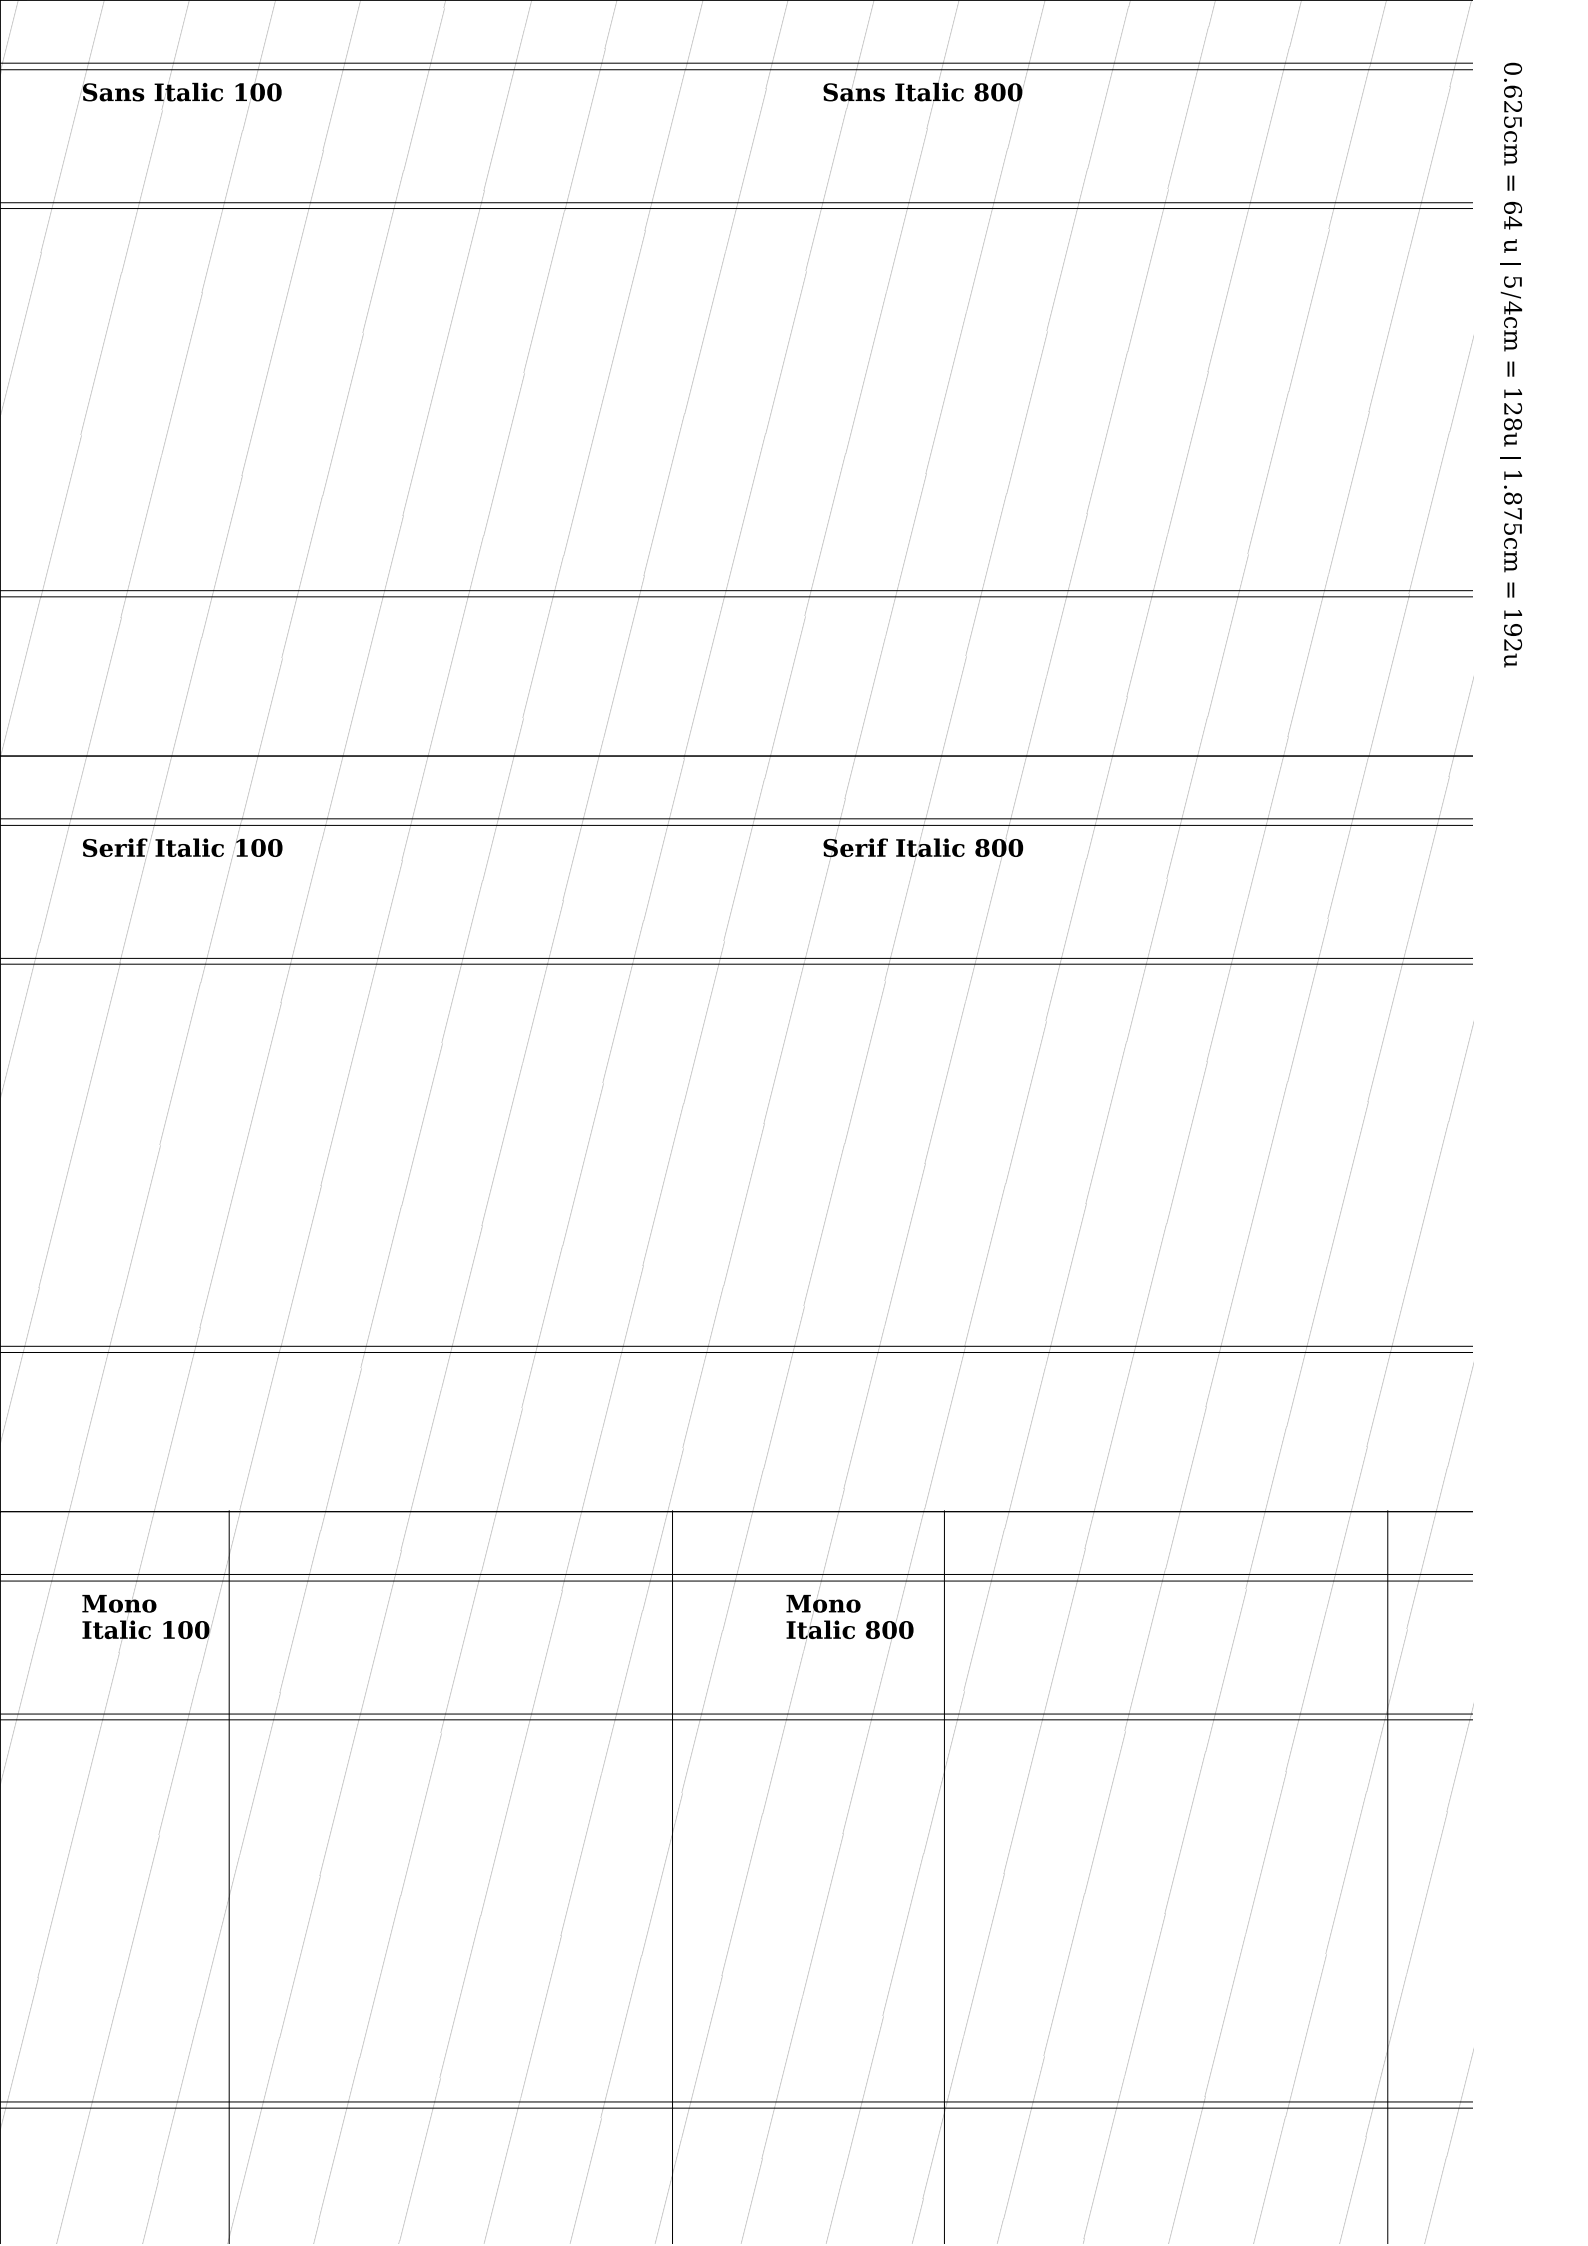 Sans Italic 100
Sans Italic 800
0.625cm = 64 u | 5/4cm = 128u | 1.875cm = 192u
Serif Italic 100
Serif Italic 800
Mono
Italic 100
Mono
Italic 800